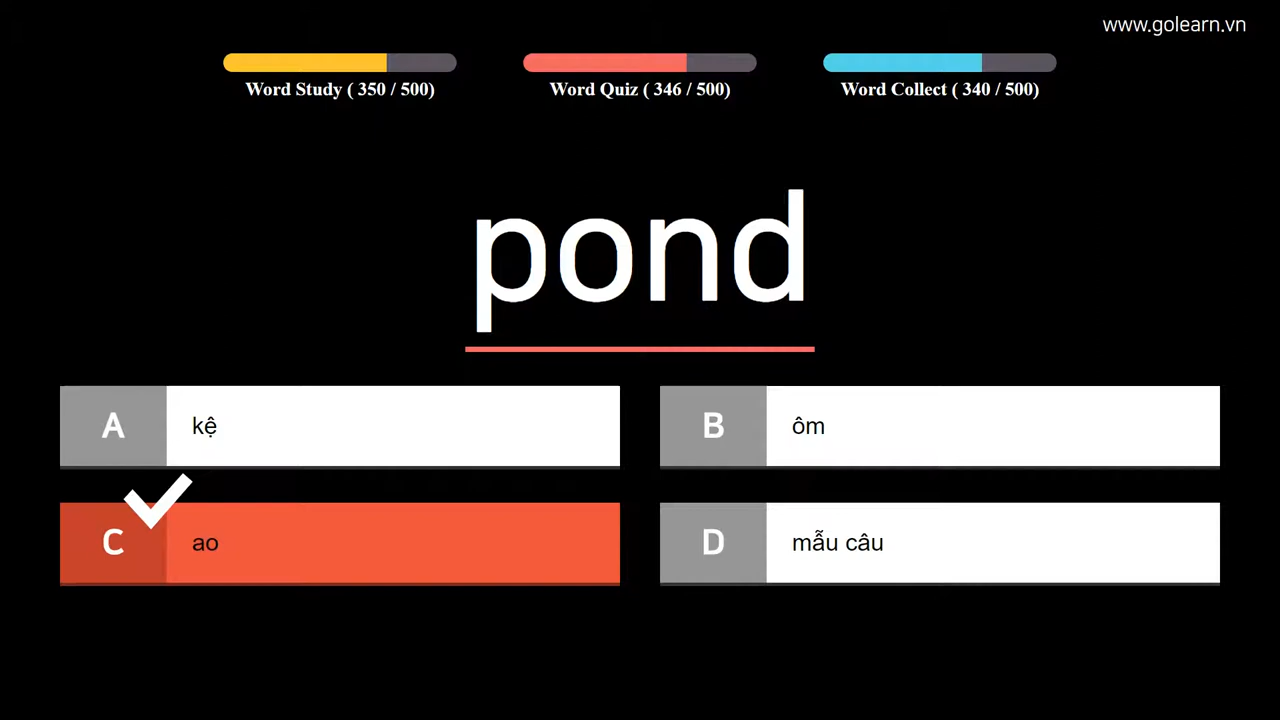 www.golearn.vn
Word Study ( 350 / 500)
Word Quiz ( 346 / 500)
Word Collect ( 340 / 500)
pond
A kệ
B ôm
C ao
D mẫu câu